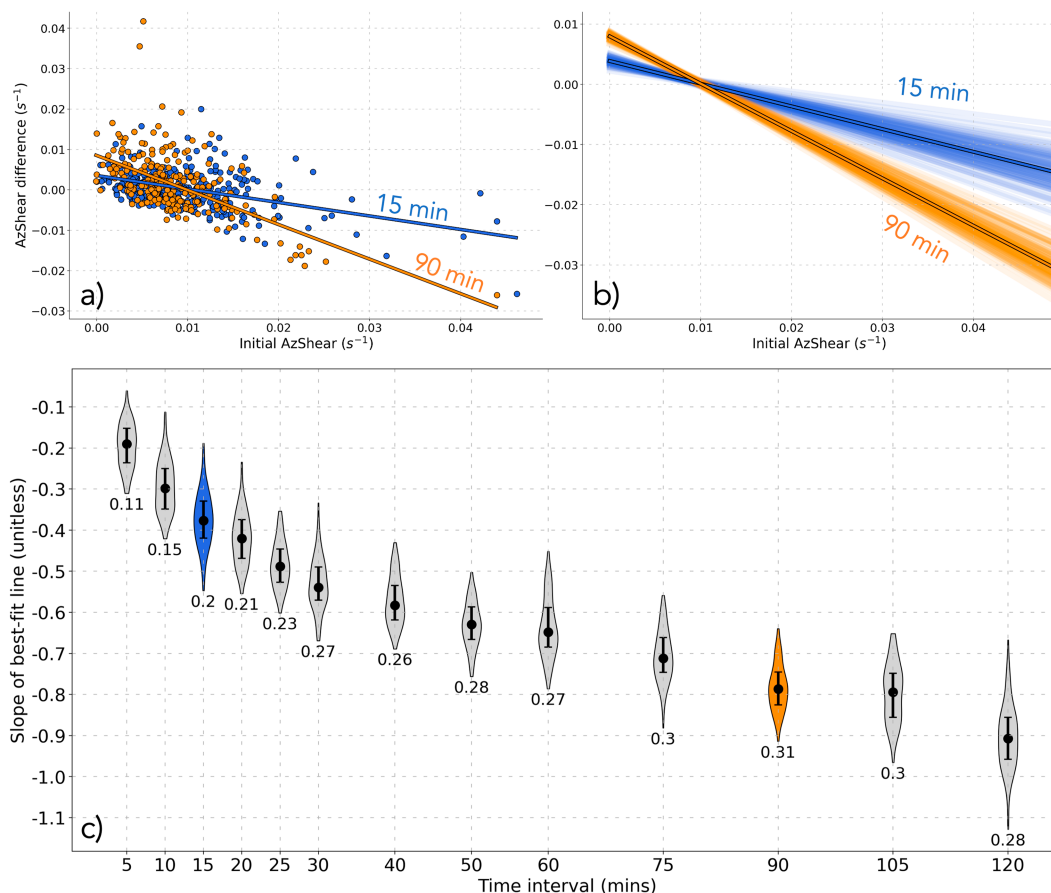 0.04
0.03
0.02
0.01
0.00
−0.01
−0.02
−0.03
AzShear difference (s−1)
15 min
90 min
a)
0.00 0.01 0.02 0.03 0.04
Initial AzShear (s−1)
0.01
0.00
−0.01
−0.02
−0.03
15 min
90 min
b)
0.00 0.01 0.02 0.03 0.04
Initial AzShear (s−1)
-0.1
-0.2
-0.3
-0.4
-0.5
-0.6
-0.7
-0.8
-0.9
-1.0
-1.1
Slope of best-fit line (unitless)
0.11
0.15
0.2
0.21
0.23
0.27
0.26
0.28
0.27
0.3
0.31
0.3
0.28
c)
5 10 15 20 25 30 40 50 60 75 90 105 120
Time interval (mins)